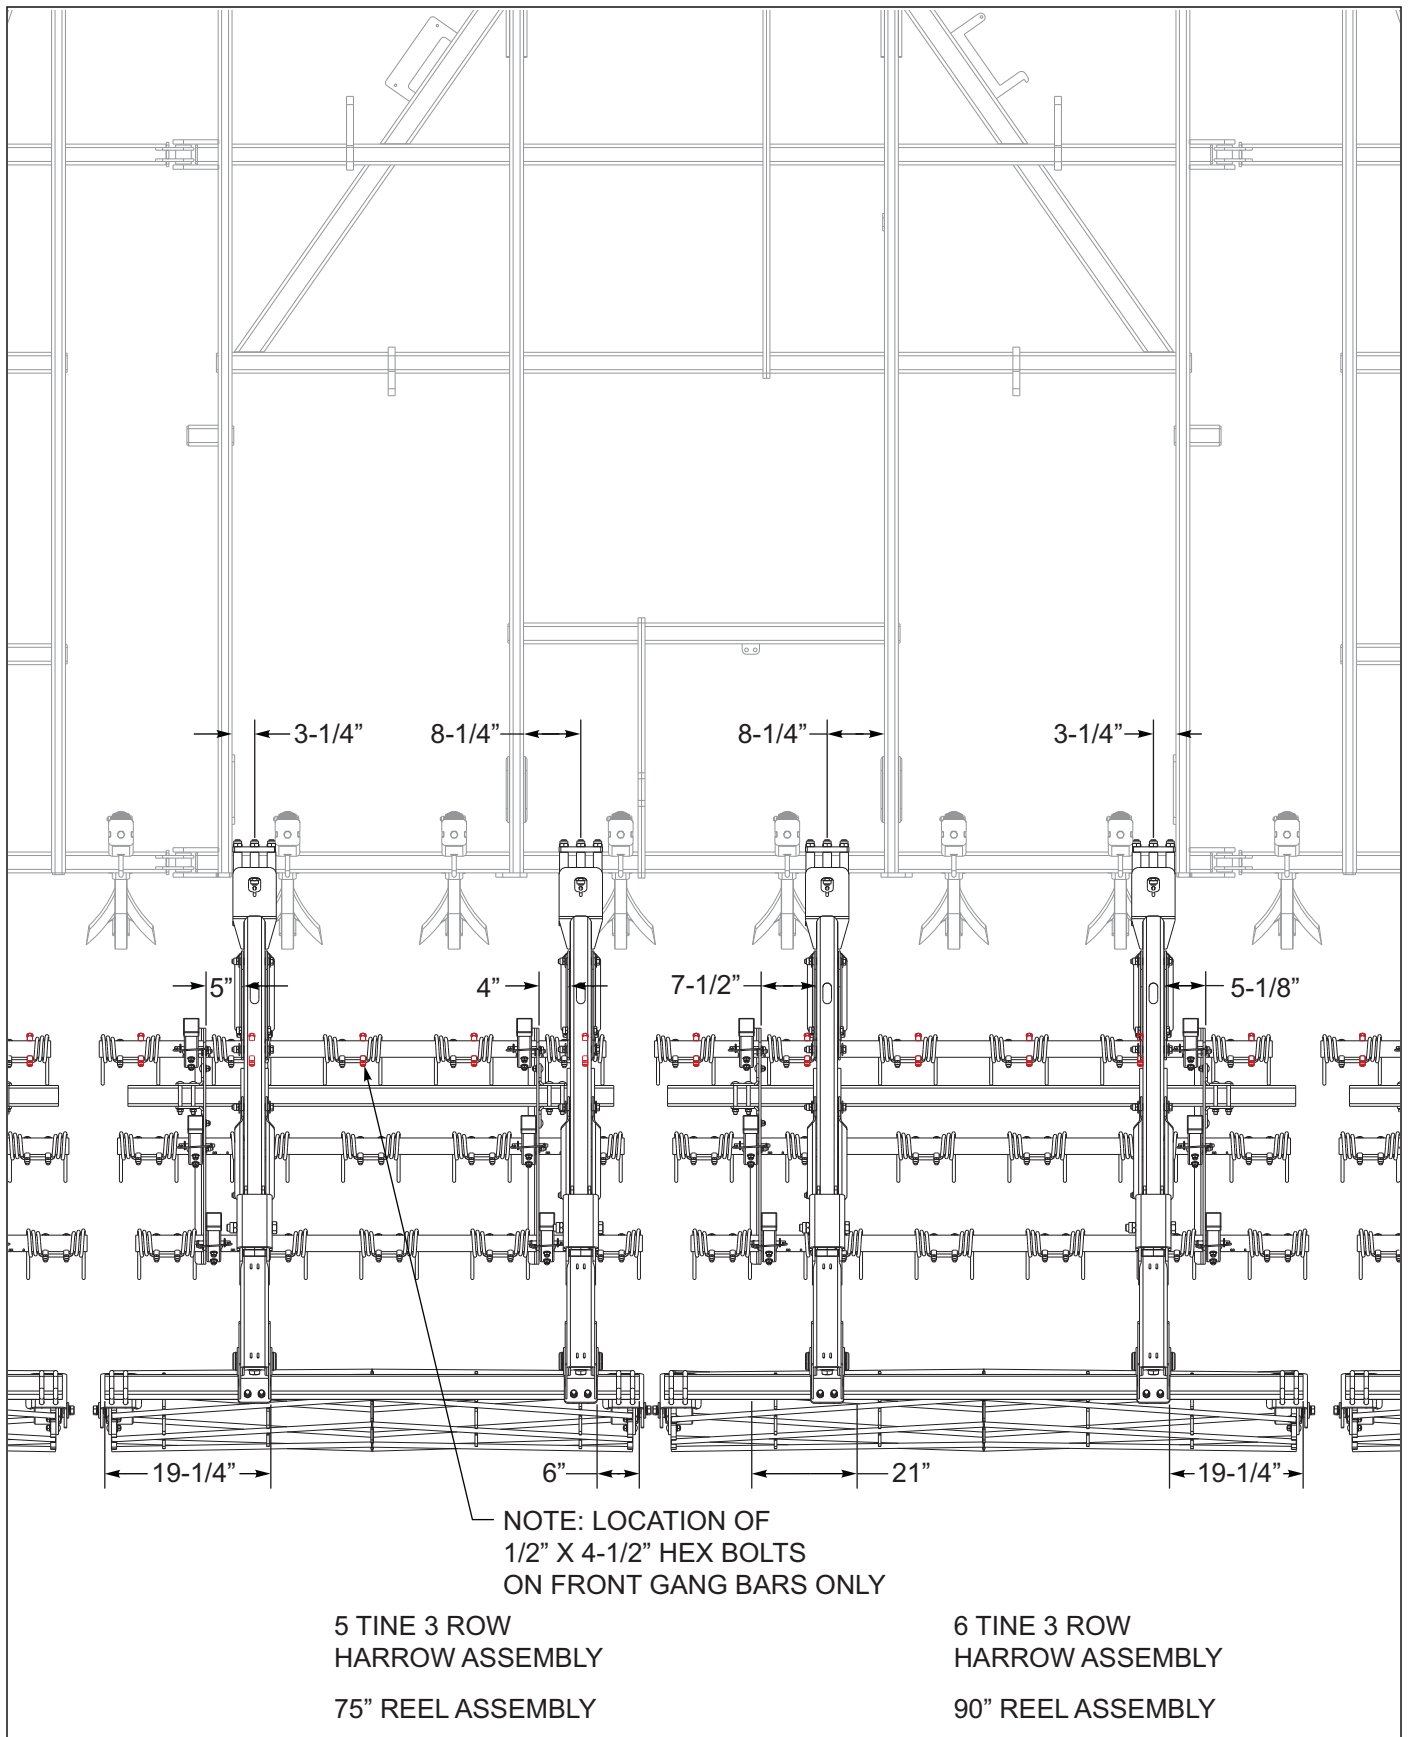 3-1/4”
8-1/4”
8-1/4”
3-1/4”
5”
4”
7-1/2”
5-1/8”
19-1/4”
6”
21”
19-1/4”
NOTE: LOCATION OF
1/2” X 4-1/2” HEX BOLTS
ON FRONT GANG BARS ONLY
5 TINE 3 ROW
HARROW ASSEMBLY
75” REEL ASSEMBLY
6 TINE 3 ROW
HARROW ASSEMBLY
90” REEL ASSEMBLY